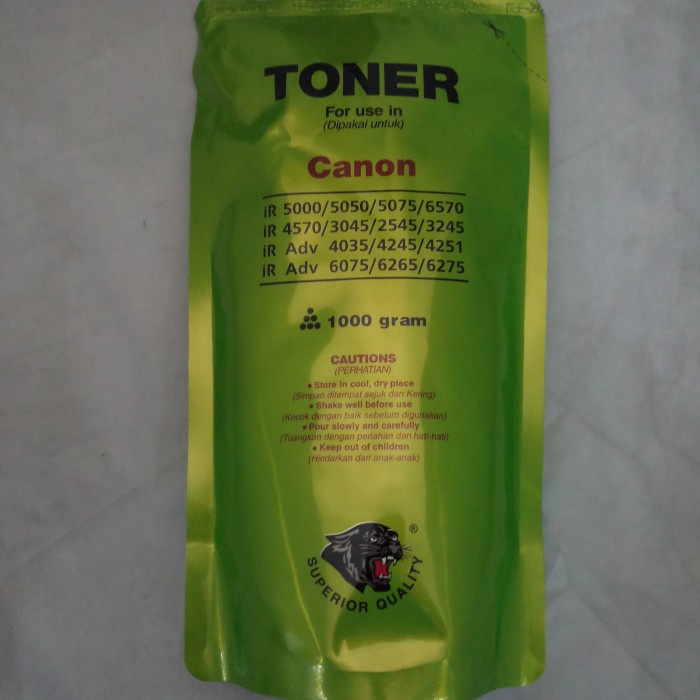 TONER
For use in
(Dipakai untuk)
Canon
iR 5000/5050/5075/6570
iR 4570/3045/2545/3245
iR Adv 4035/4245/4251
iR Adv 6075/6265/6275
1000 gram
CAUTIONS
(PERHATIAN)
• Store in cool, dry place
(Simpan ditempat sejuk dan Kering)
• Shake well before use
(Kocok dengan baik sebelum digunakan)
• Pour slowly and carefully
(Tuangkan dengan perlahan dan hati-hati)
• Keep out of children
(Hindarkan dari anak-anak)
®
SUPERIOR QUALITY